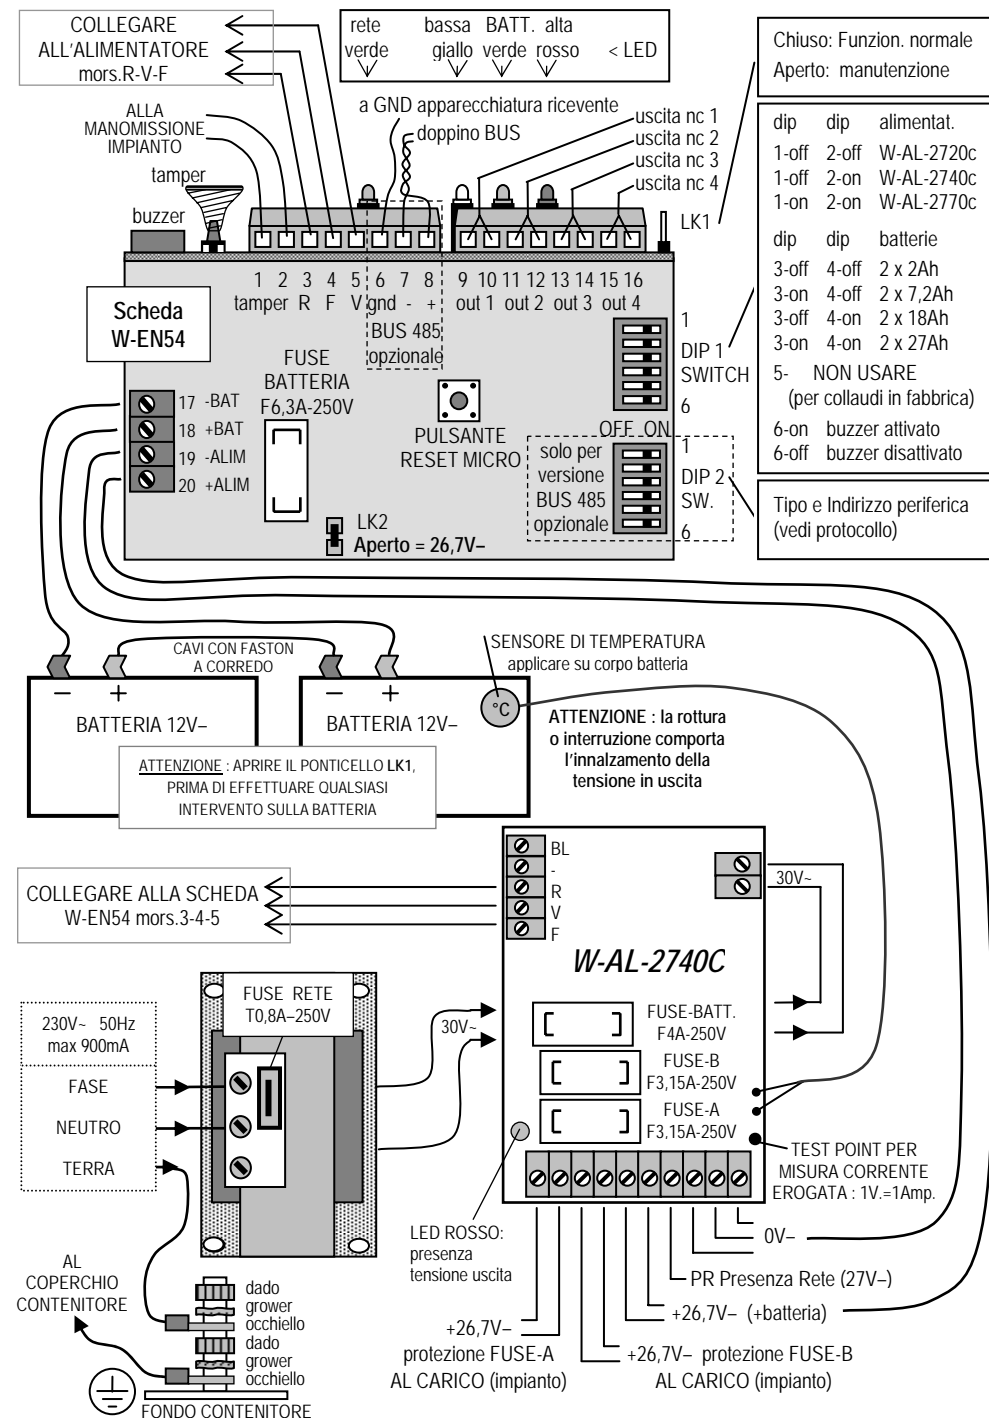 COLLEGARE
ALL'ALIMENTATORE
mors.R-V-F
rete bassa BATT. alta
verde giallo verde rosso < LED
Chiuso: Funzion. normale
Aperto: manutenzione
ALLA
MANOMISSIONE
IMPIANTO
a GND apparecchiatura ricevente
doppino BUS
uscita nc 1
uscita nc 2
uscita nc 3
uscita nc 4
tamper
buzzer
LK1
dip dip alimentat.
1-off 2-off W-AL-2720c
1-off 2-on W-AL-2740c
1-on 2-on W-AL-2770c
dip dip batterie
3-off 4-off 2 x 2Ah
3-on 4-off 2 x 7,2Ah
3-off 4-on 2 x 18Ah
3-on 4-on 2 x 27Ah
5- NON USARE
(per collaudi in fabbrica)
6-on buzzer attivato
6-off buzzer disattivato
1 2 3 4 5 6 7 8 9 10 11 12 13 14 15 16
tamper R F V gnd - + out 1 out 2 out 3 out 4
Scheda
W-EN54
BUS 485
opzionale
FUSE
BATTERIA
F6,3A-250V
1
DIP 1
SWITCH
6
OFF ON
17 -BAT
18 +BAT
19 -ALIM
20 +ALIM
PULSANTE
RESET MICRO
solo per
versione
BUS 485
opzionale
1
DIP 2
SW.
6
Tipo e Indirizzo periferica
(vedi protocollo)
LK2
Aperto = 26,7V⎓
CAVI CON FASTON
A CORREDO
SENSORE DI TEMPERATURA
applicare su corpo batteria
– +
BATTERIA 12V⎓
– +
BATTERIA 12V⎓
°C
ATTENZIONE : la rottura
o interruzione comporta
l'innalzamento della
tensione in uscita
ATTENZIONE : APRIRE IL PONTICELLO LK1,
PRIMA DI EFFETTUARE QUALSIASI
INTERVENTO SULLA BATTERIA
COLLEGARE ALLA SCHEDA
W-EN54 mors.3-4-5
BL
-
R
V
F
30V~
W-AL-2740C
FUSE RETE
T0,8A–250V
230V~ 50Hz
max 900mA
FASE
NEUTRO
TERRA
30V~
FUSE-BATT.
F4A-250V
FUSE-B
F3,15A-250V
FUSE-A
F3,15A-250V
TEST POINT PER
MISURA CORRENTE
EROGATA : 1V.=1Amp.
LED ROSSO:
presenza
tensione uscita
0V⎓
PR Presenza Rete (27V⎓)
+26,7V⎓ (+batteria)
+26,7V⎓
protezione FUSE-A
AL CARICO (impianto)
+26,7V⎓ protezione FUSE-B
AL CARICO (impianto)
AL
COPERCHIO
CONTENITORE
dado
grower
occhiello
dado
grower
occhiello
FONDO CONTENITORE